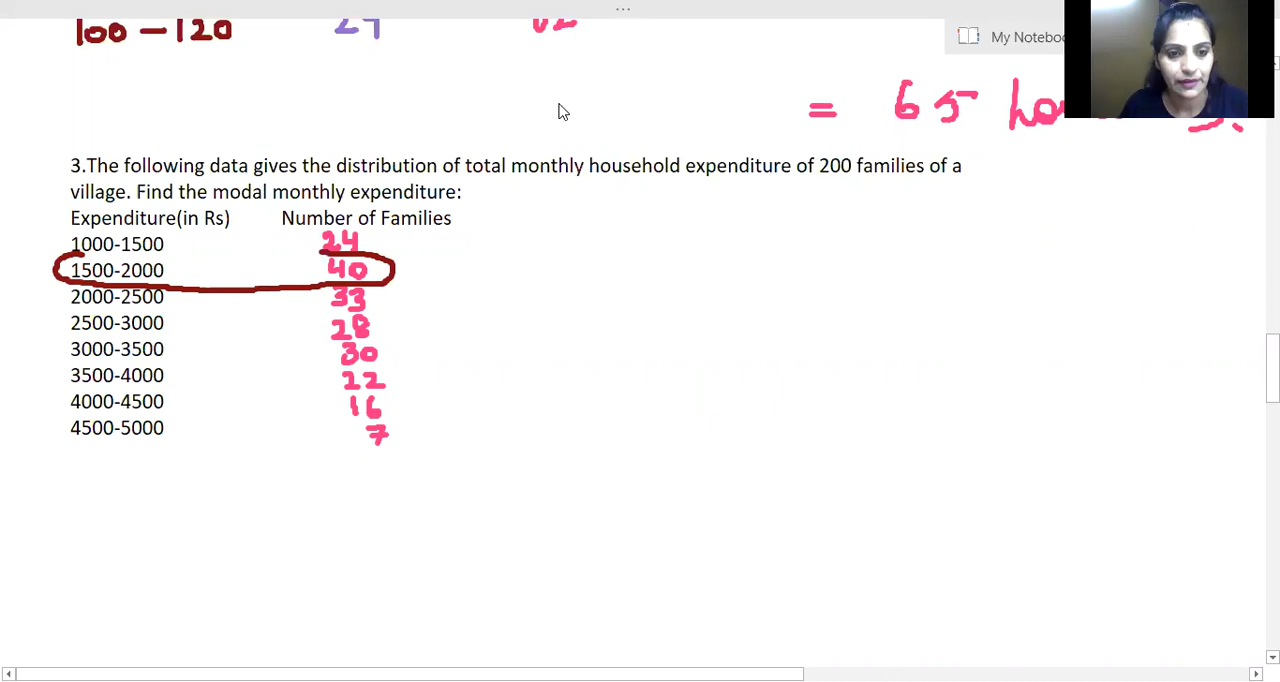 100 - 120 24 02
My Notebook
= 65 hou
3.The following data gives the distribution of total monthly household expenditure of 200 families of a
village. Find the modal monthly expenditure:
Expenditure(in Rs) Number of Families
1000-1500 24
1500-2000 40
2000-2500 33
2500-3000 28
3000-3500 30
3500-4000 22
4000-4500 16
4500-5000 7